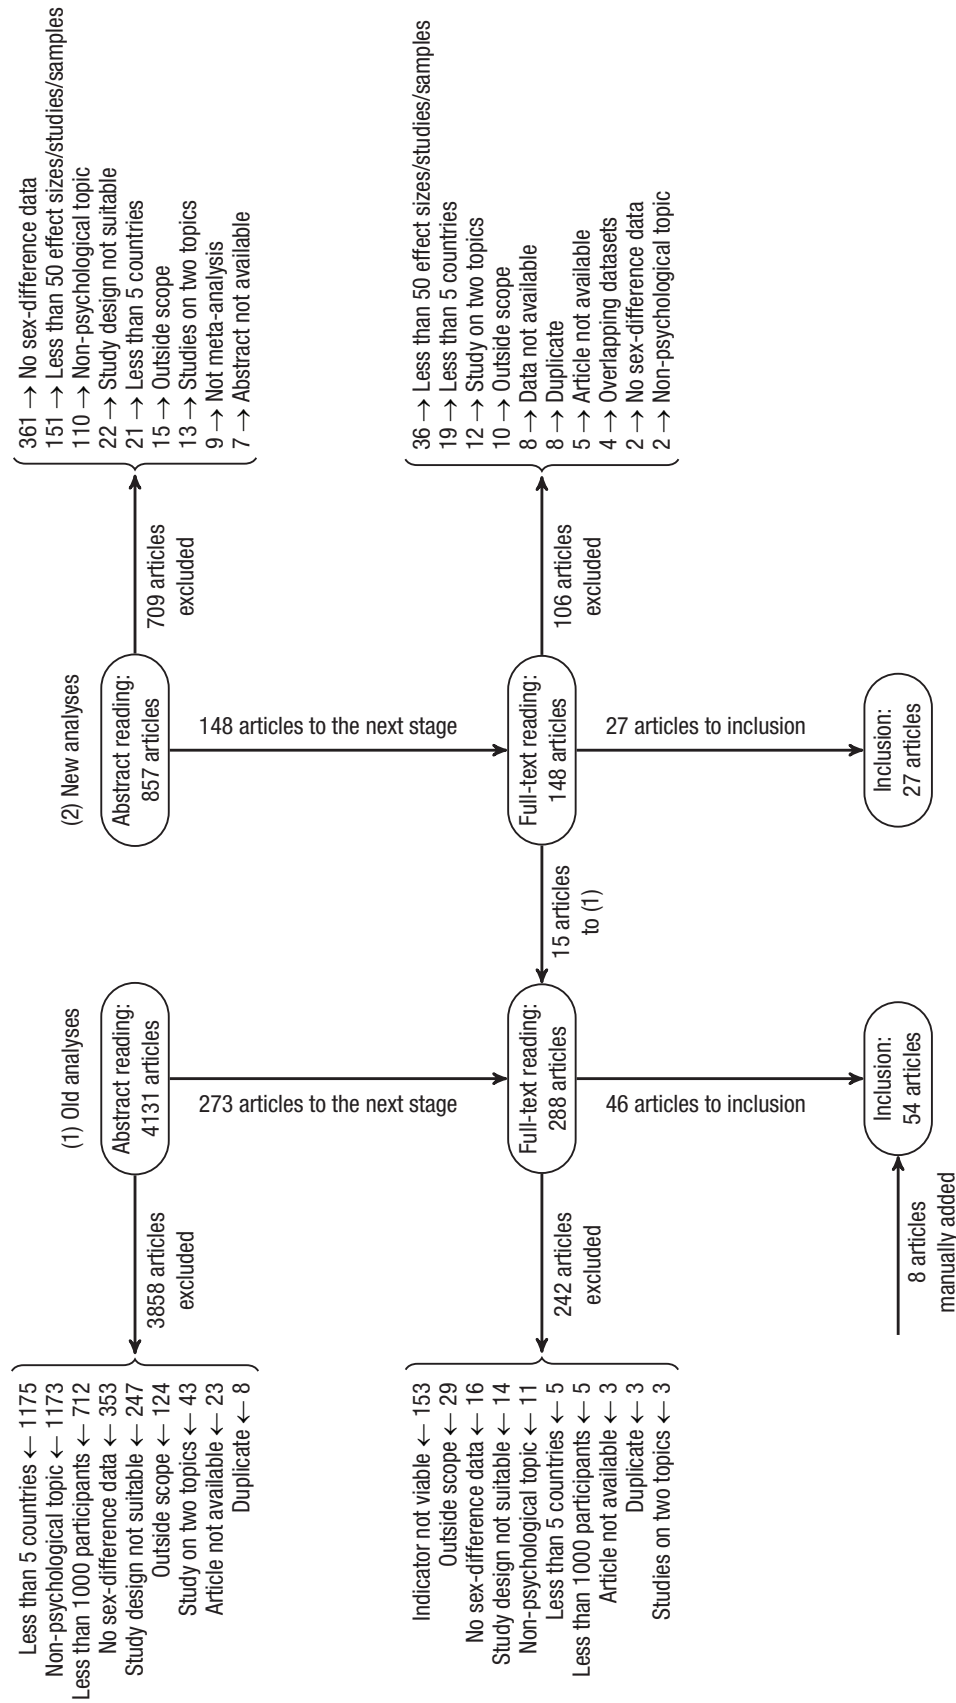 (1) Old analyses
Abstract reading:
4131 articles
3858 articles
excluded
Less than 5 countries ← 1175
Non-psychological topic ← 1173
Less than 1000 participants ← 712
No sex-difference data ← 353
Study design not suitable ← 247
Outside scope ← 124
Study on two topics ← 43
Article not available ← 23
Duplicate ← 8
273 articles to the next stage
(2) New analyses
Abstract reading:
857 articles
709 articles
excluded
361 → No sex-difference data
151 → Less than 50 effect sizes/studies/samples
110 → Non-psychological topic
22 → Study design not suitable
21 → Less than 5 countries
15 → Outside scope
13 → Studies on two topics
9 → Not meta-analysis
7 → Abstract not available
148 articles to the next stage
Full-text reading:
288 articles
242 articles
excluded
Indicator not viable ← 153
Outside scope ← 29
No sex-difference data ← 16
Study design not suitable ← 14
Non-psychological topic ← 11
Less than 5 countries ← 5
Less than 1000 participants ← 5
Article not available ← 3
Duplicate ← 3
Studies on two topics ← 3
15 articles
to (1)
Full-text reading:
148 articles
106 articles
excluded
36 → Less than 50 effect sizes/studies/samples
19 → Less than 5 countries
12 → Study on two topics
10 → Outside scope
8 → Data not available
8 → Duplicate
5 → Article not available
4 → Overlapping datasets
2 → No sex-difference data
2 → Non-psychological topic
46 articles to inclusion
27 articles to inclusion
8 articles
manually added
Inclusion:
54 articles
Inclusion:
27 articles